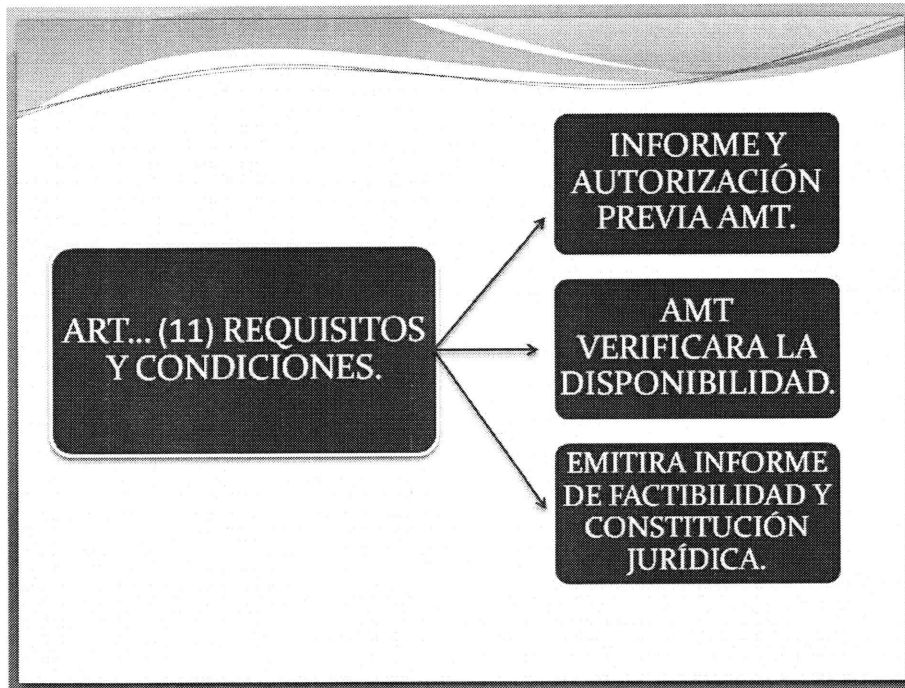 ART... (11) REQUISITOS
Y CONDICIONES.
INFORME Y
AUTORIZACIÓN
PREVIA AMT.
AMT
VERIFICARA LA
DISPONIBILIDAD.
EMITIRA INFORME
DE FACTIBILIDAD Y
CONSTITUCIÓN
JURÍDICA.